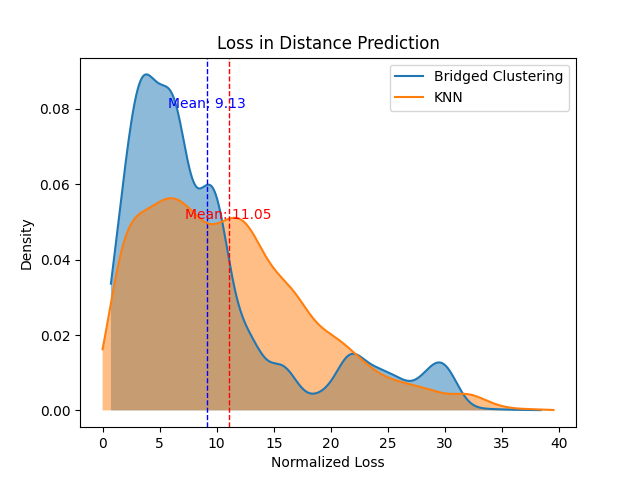 Loss in Distance Prediction
Bridged Clustering
KNN
Mean: 9.13
Mean: 11.05
Density
0.08
0.06
0.04
0.02
0.00
0 5 10 15 20 25 30 35 40
Normalized Loss